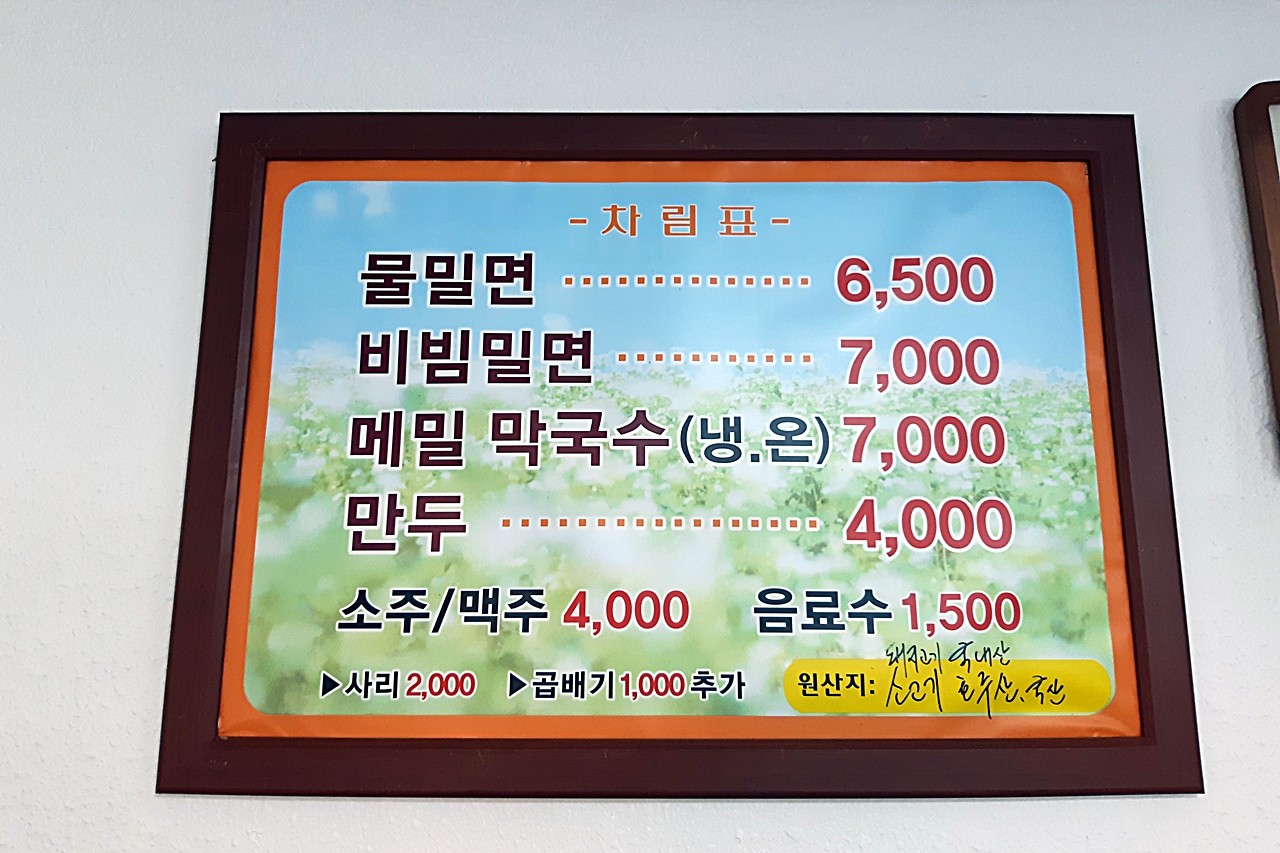 -차림표-
물밀면 ············· 6,500
비빔밀면 ··········· 7,000
메밀 막국수(냉.온) 7,000
만두 ················· 4,000
소주/맥주 4,000 음료수 1,500
▶사리 2,000 ▶곱배기 1,000 추가
원산지: 돼지고기 국내산
소고기 호주산、국산